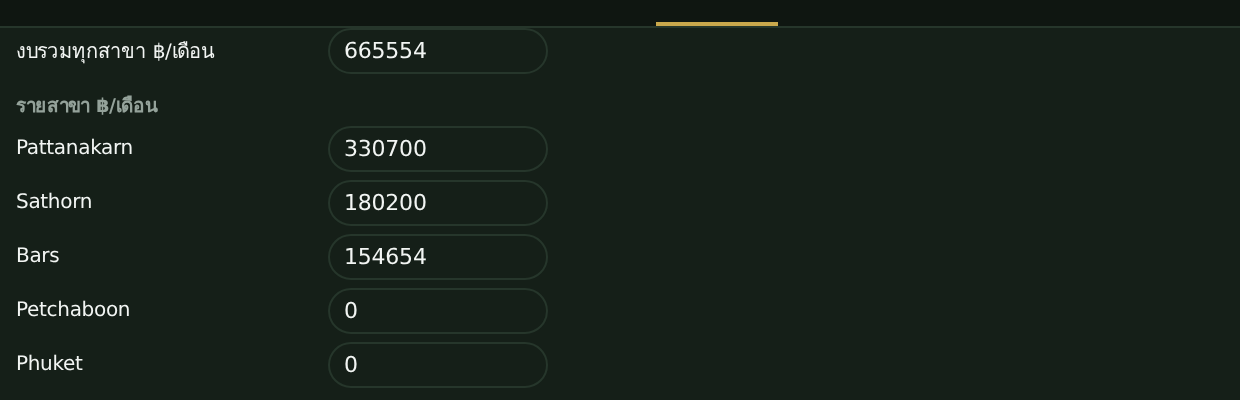 งบรวมทุกสาขา ฿/เดือน 665554
รายสาขา ฿/เดือน
Pattanakarn 330700
Sathorn 180200
Bars 154654
Petchaboon 0
Phuket 0